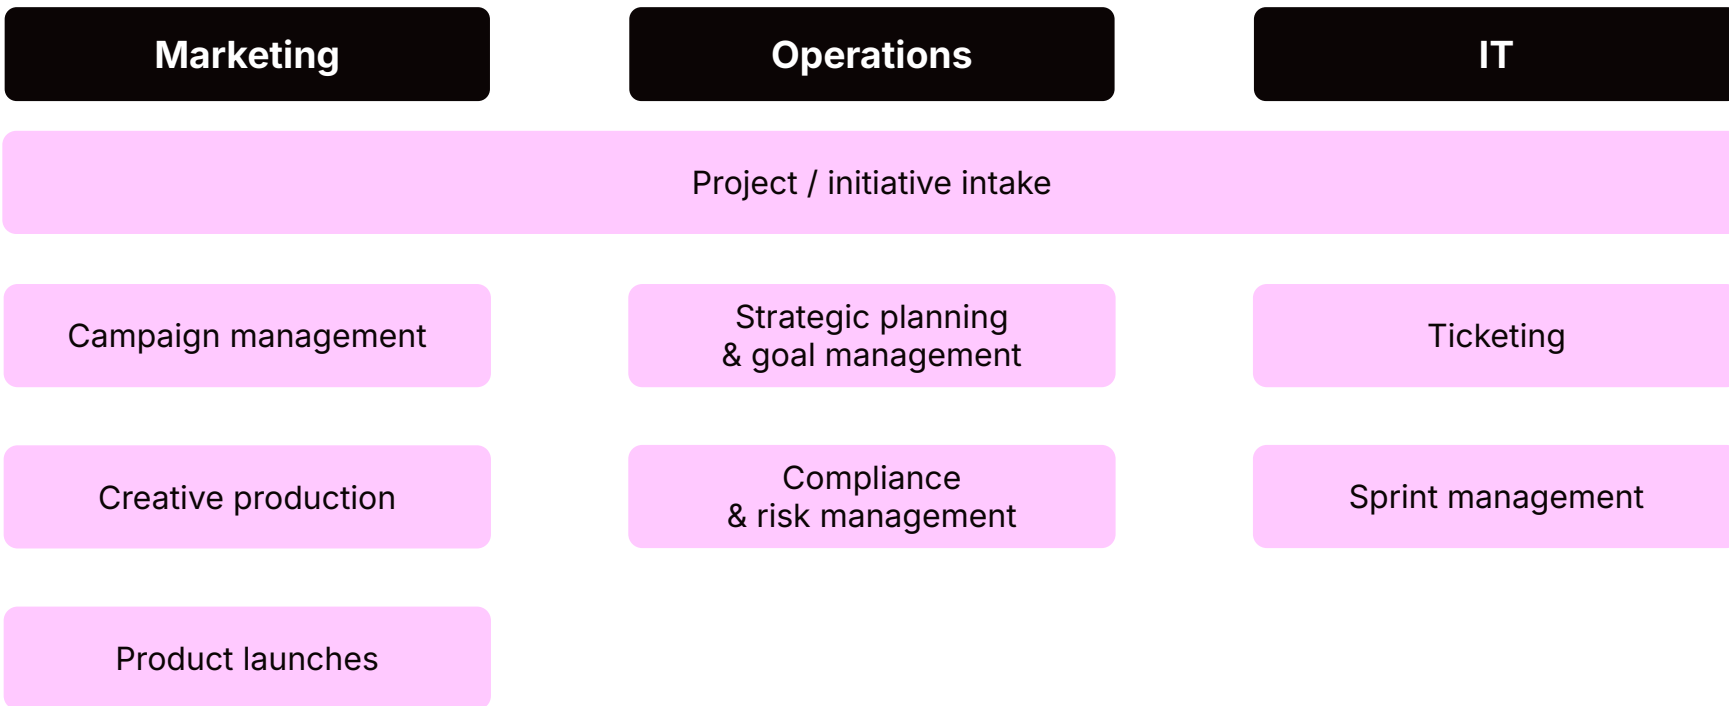 Marketing
Operations
IT
Project / initiative intake
Campaign management
Strategic planning
& goal management
Ticketing
Creative production
Compliance
& risk management
Sprint management
Product launches